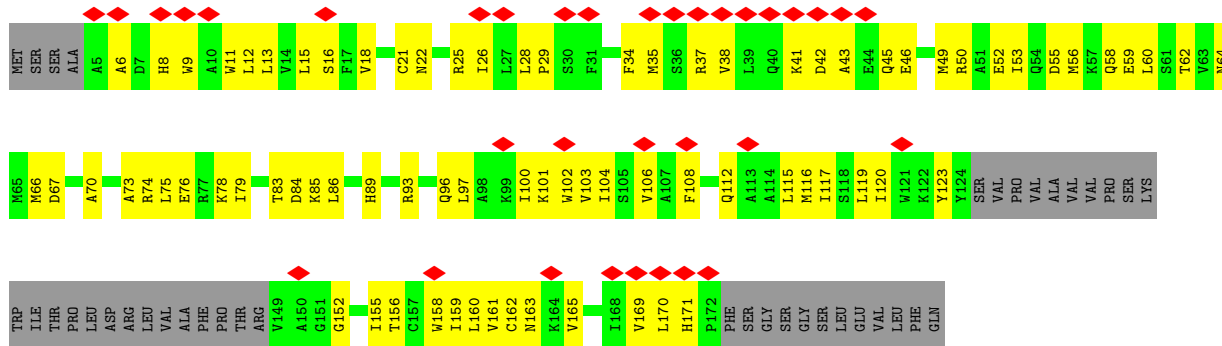 MET SER SER ALA A5 A6 D7 H8 W9 A10 W11 L12 L13 V14 L15 S16 F17 V18 C21 N22 R25 I26 L27 L28 P29 S30 F31 F34 M35 S36 R37 V38 L39 Q40 K41 D42 A43 E44 Q45 E46 M49 R50 A51 E52 I53 Q54 D55 M56 K57 Q58 E59 L60 S61 T62 V63 N64
M65 M66 D67 A70 A73 R74 L75 E76 R77 K78 I79 T83 D84 K85 L86 H89 R93 Q96 L97 A98 K99 I100 K101 W102 V103 I104 S105 V106 A107 F108 Q112 A113 A114 L115 M116 I117 S118 L119 I120 W121 K122 Y123 Y124 SER VAL PRO VAL ALA VAL VAL PRO SER LYS
TRP ILE THR PRO LEU ASP ARG LEU VAL ALA PHE PRO THR ARG V149 A150 G151 G152 I155 T156 C157 W158 I159 L160 V161 C162 N163 K164 V165 I168 V169 L170 H171 P172 PHE SER GLY SER GLY SER LEU GLU VAL LEU PHE GLN